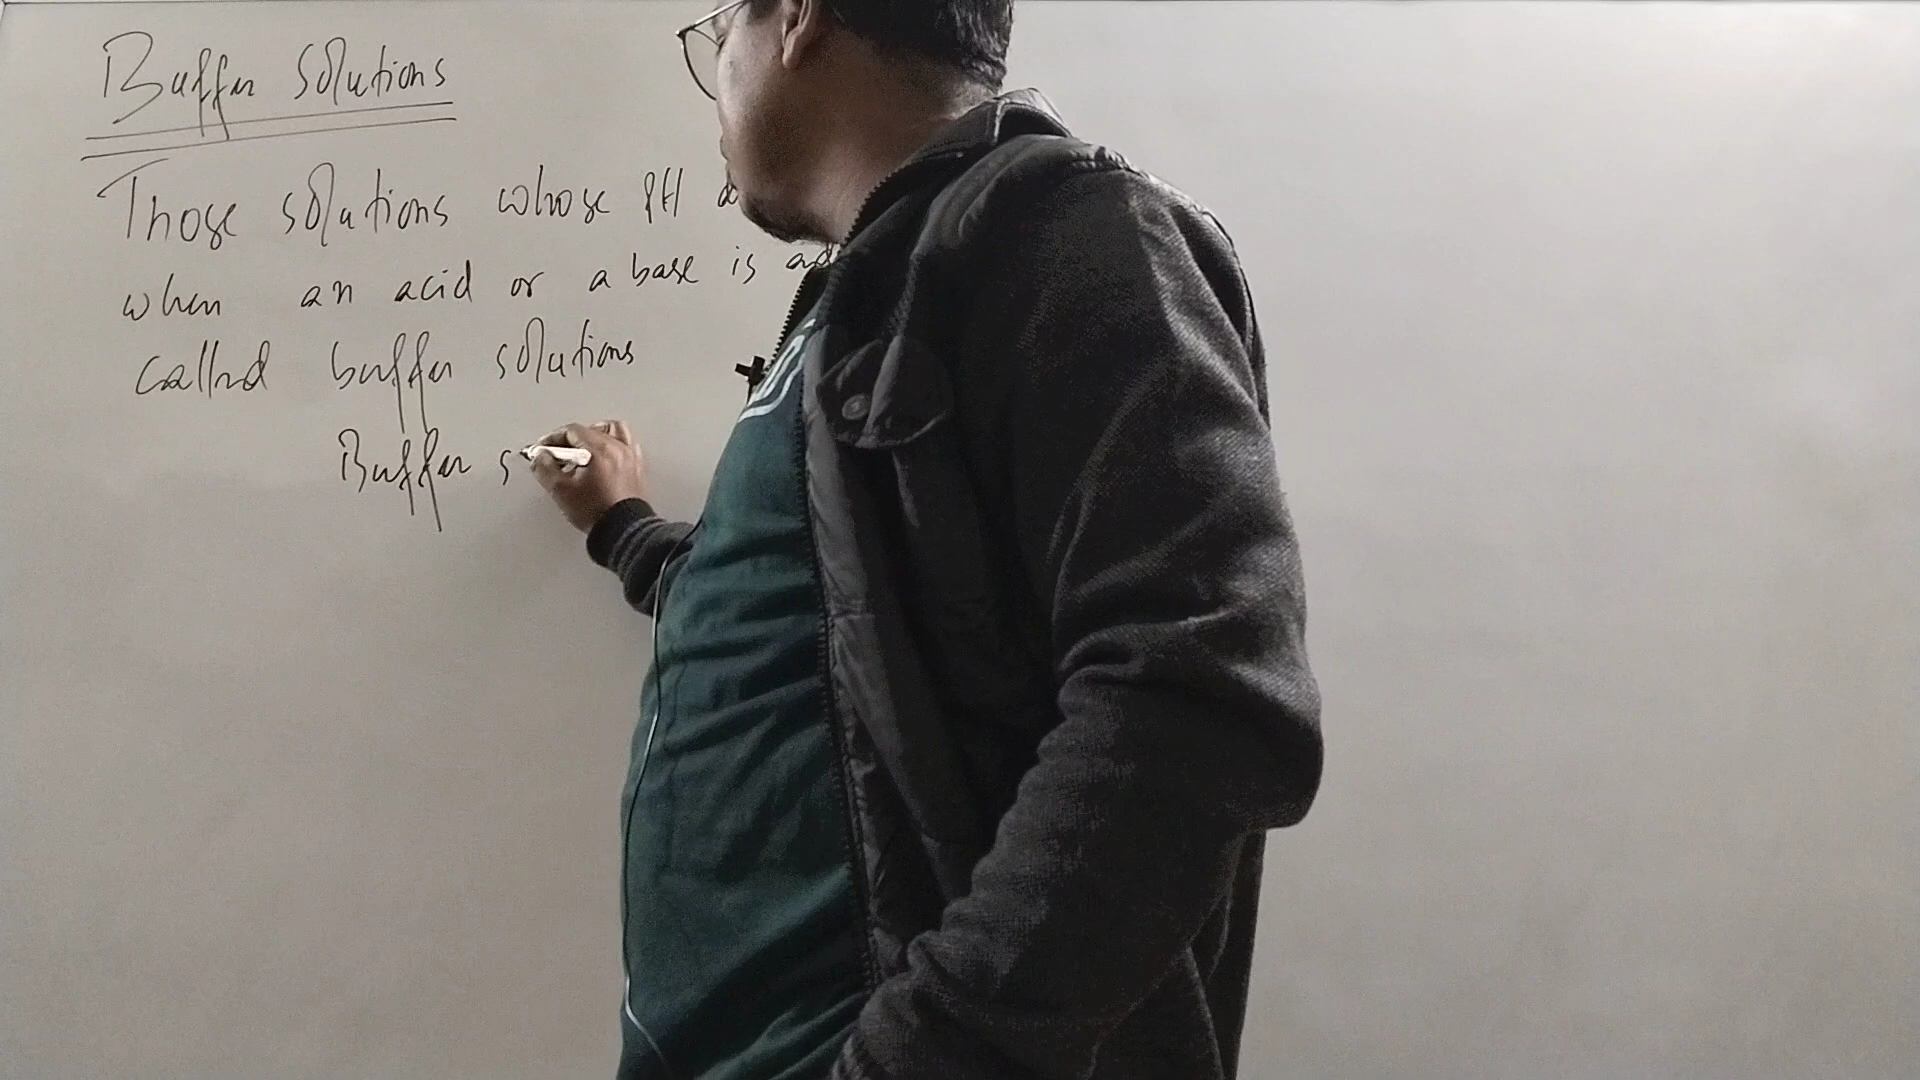 Buffer solutions
Those solutions whose PH
when an acid or a base is
called buffer solutions
Buffer s